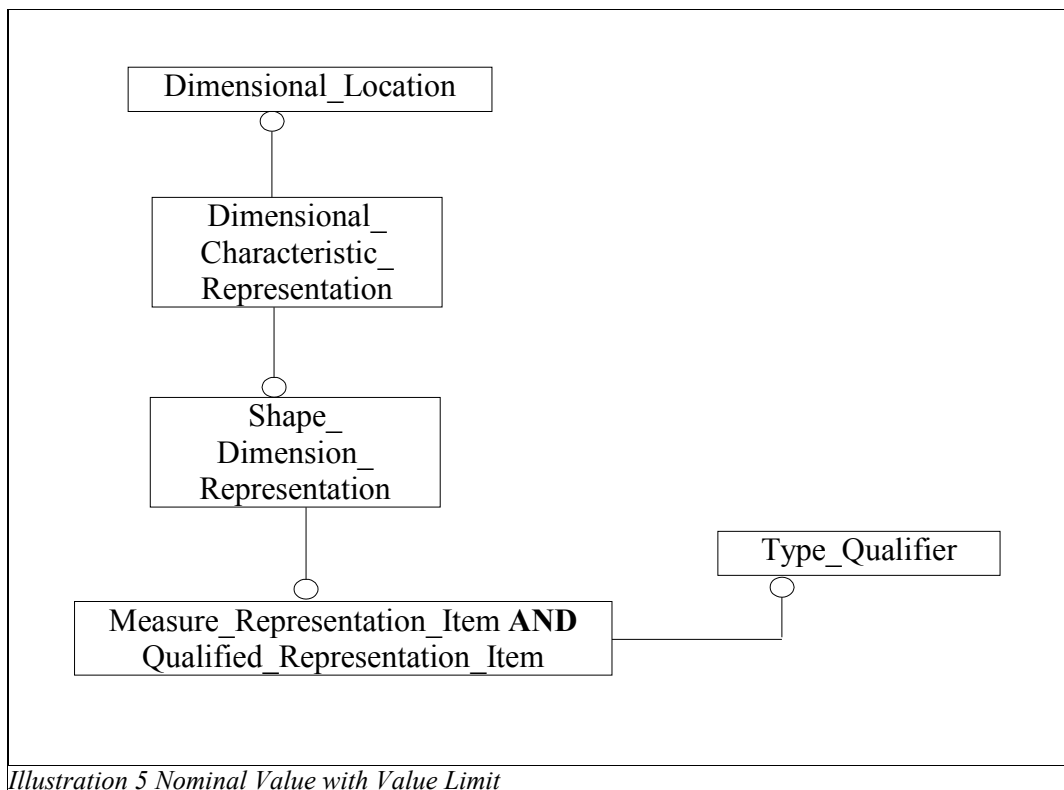 Dimensional_Location
Dimensional_
Characteristic_
Representation
Shape_
Dimension_
Representation
Type_Qualifier
Measure_Representation_Item AND
Qualified_Representation_Item
Illustration 5 Nominal Value with Value Limit